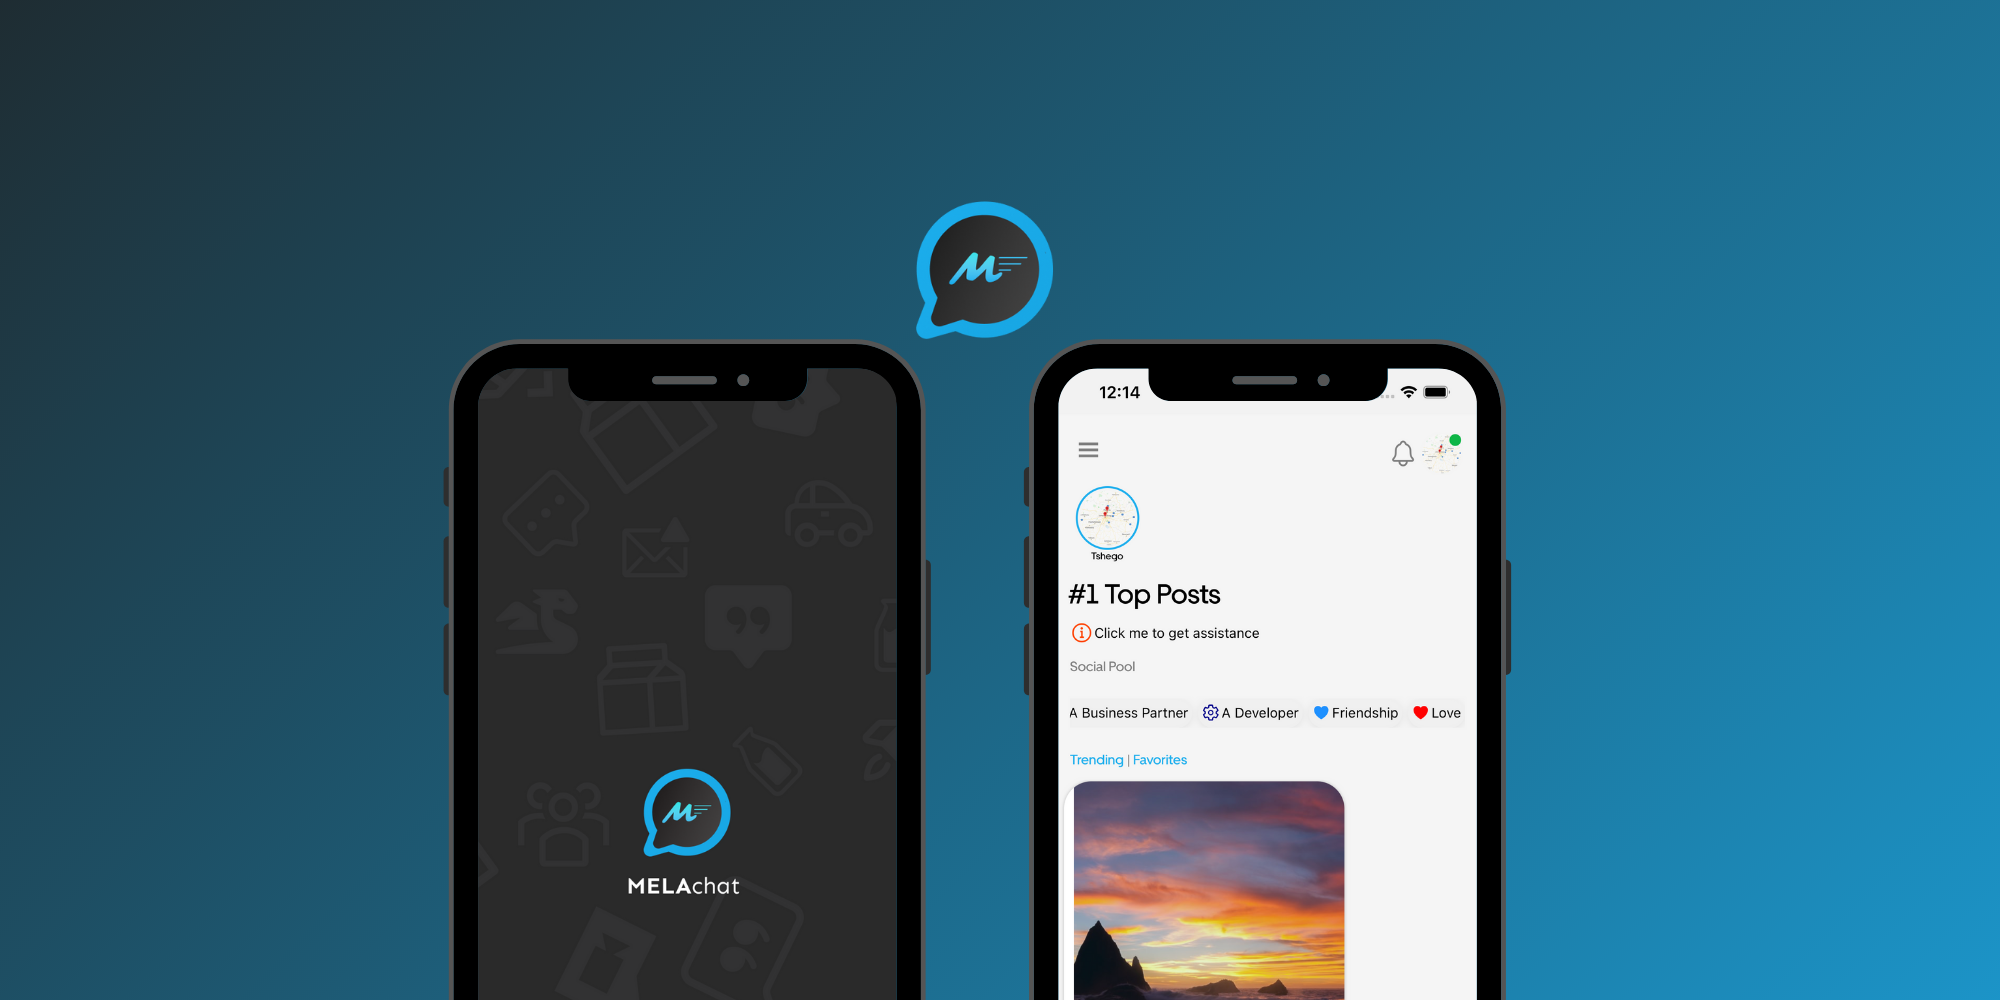 M
M
MELAchat
12:14
Tshego
#1 Top Posts
Click me to get assistance
Social Pool
A Business Partner A Developer Friendship Love
Trending | Favorites